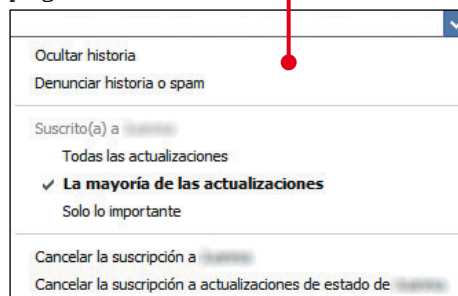 Ocultar historia
Denunciar historia o spam
Suscrito(a) a
Todas las actualizaciones
La mayoría de las actualizaciones
Solo lo importante
Cancelar la suscripción a
Cancelar la suscripción a actualizaciones de estado de